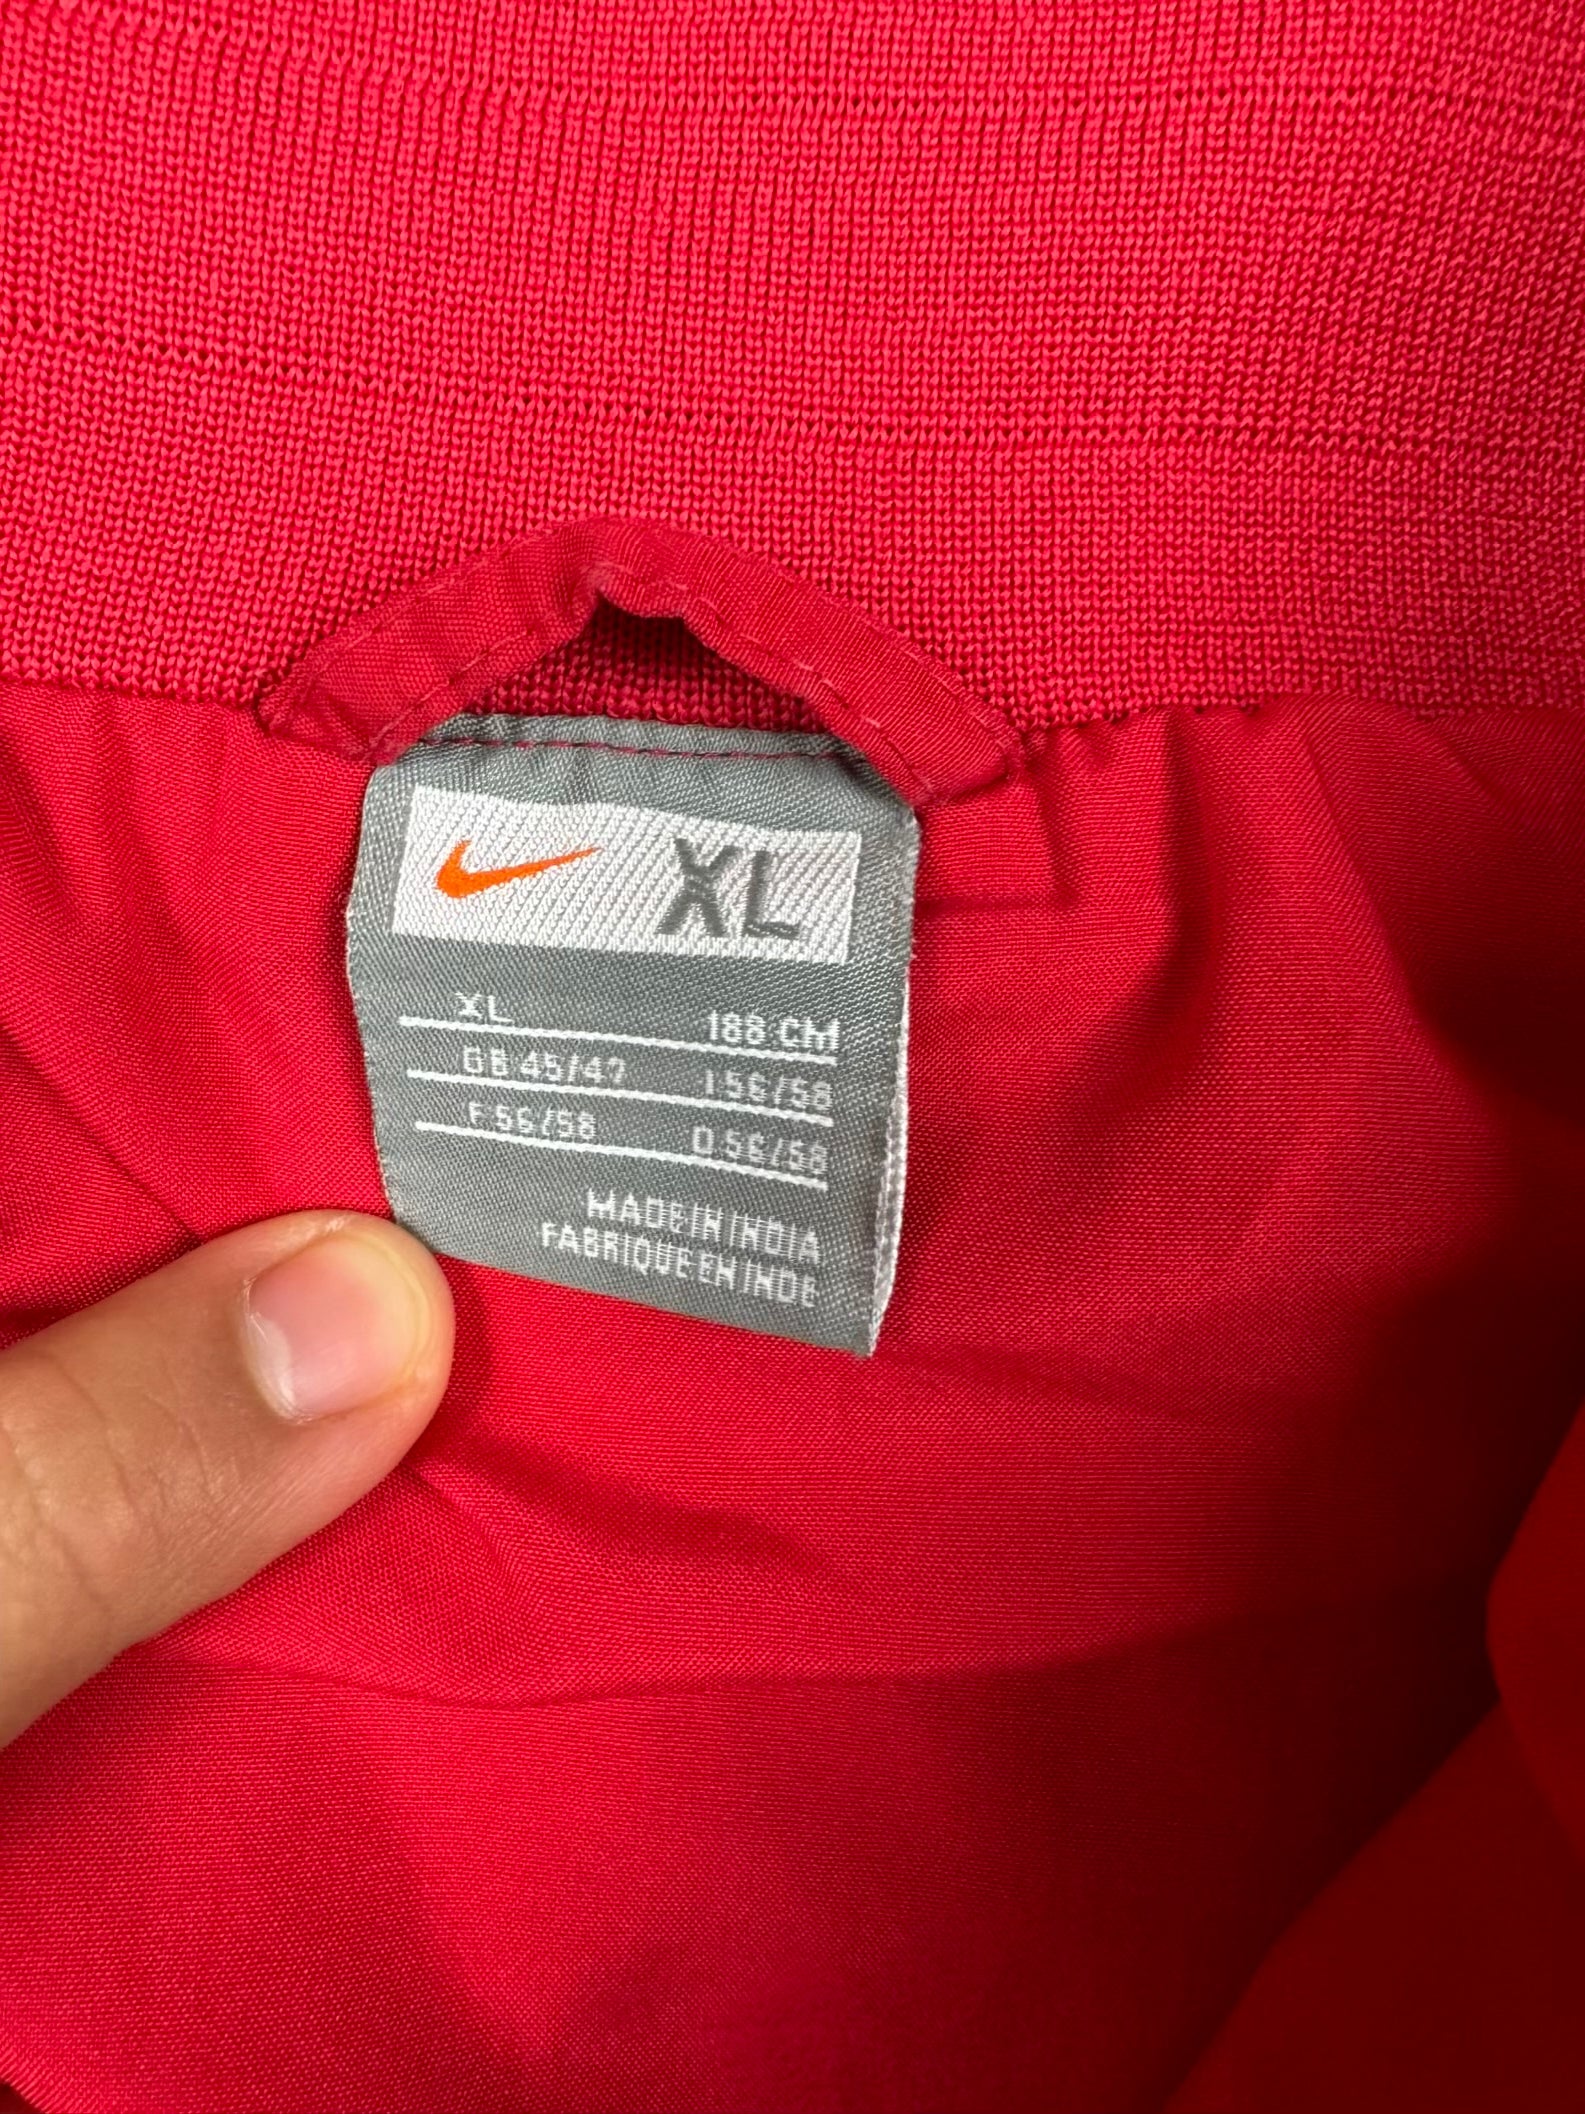 XL
XL 188 CM
GB 45/47 I 56/58
F 56/58 D 56/58
MADE IN INDIA
FABRIQUE EN INDE